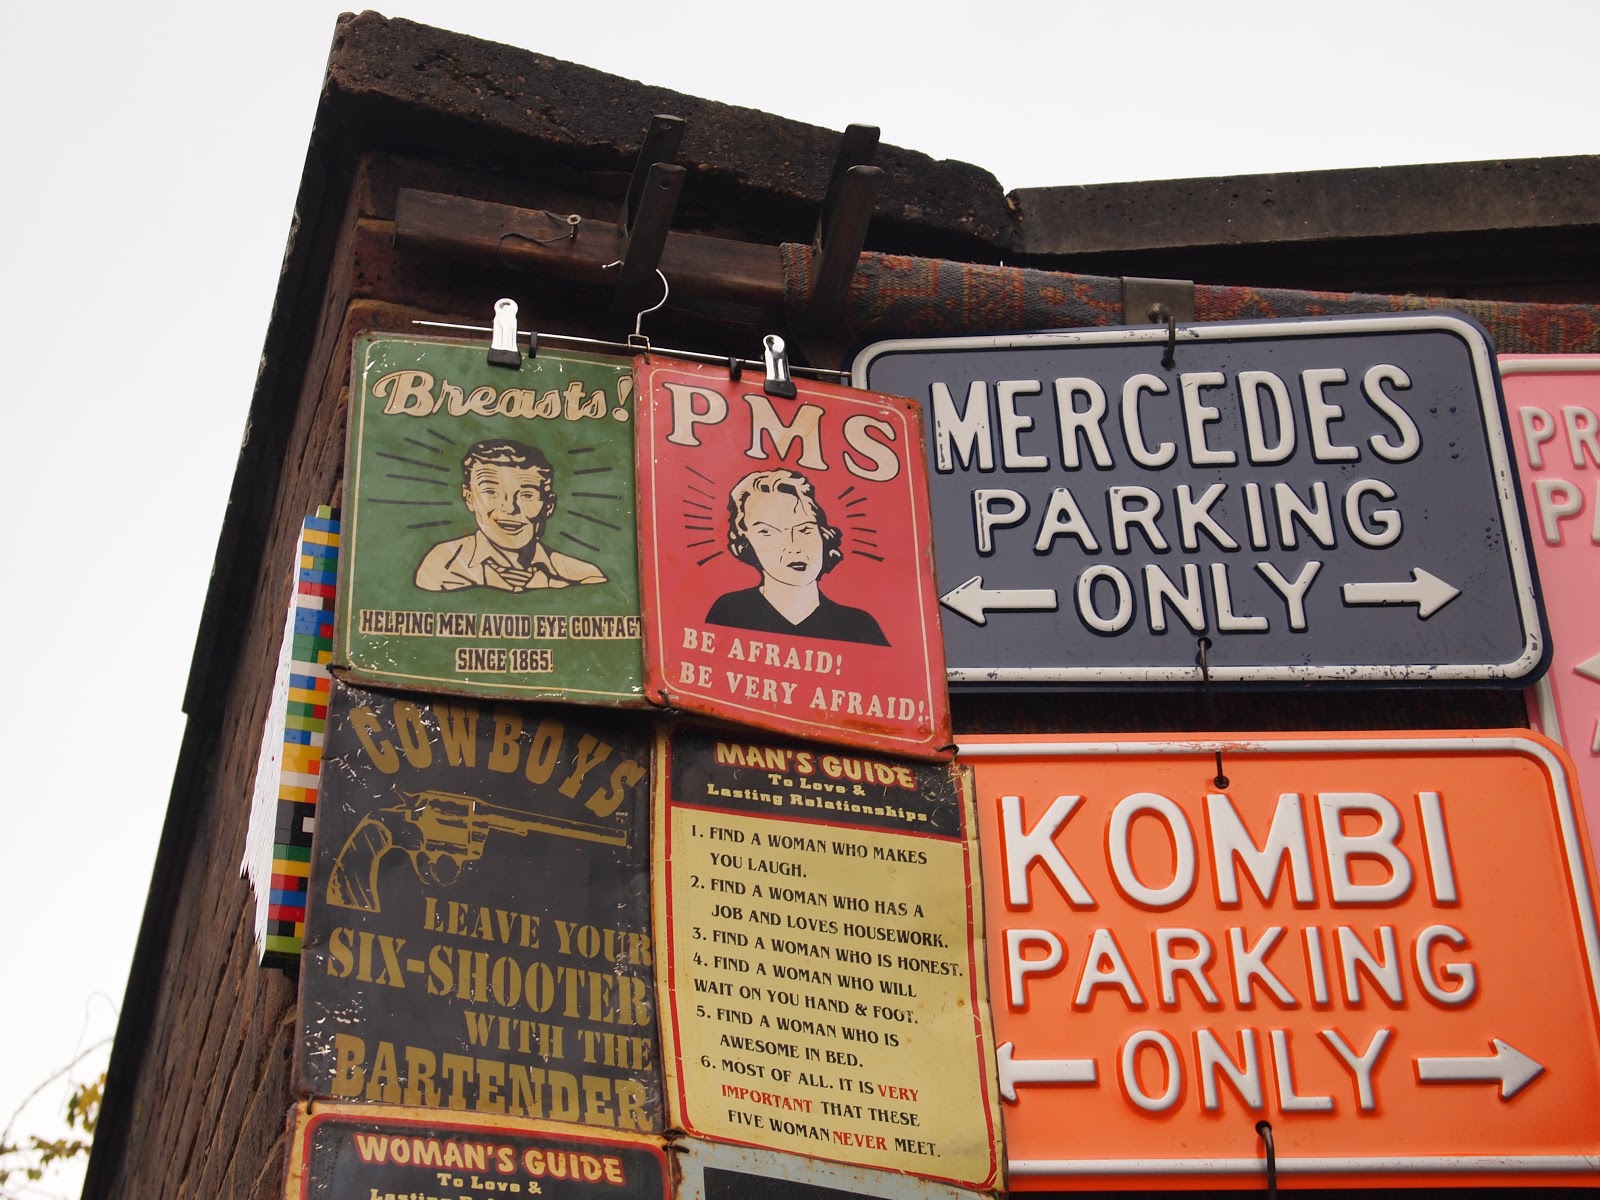 Breasts!
HELPING MEN AVOID EYE CONTACT
SINCE 1865!
PMS
BE AFRAID!
BE VERY AFRAID!
MERCEDES
PARKING
ONLY
PR
P
COWBOYS
LEAVE YOUR
SIX-SHOOTER
WITH THE
BARTENDER
MAN'S GUIDE
To Love &
Lasting Relationships
1. FIND A WOMAN WHO MAKES
YOU LAUGH.
2. FIND A WOMAN WHO HAS A
JOB AND LOVES HOUSEWORK.
3. FIND A WOMAN WHO IS HONEST.
4. FIND A WOMAN WHO WILL
WAIT ON YOU HAND & FOOT.
5. FIND A WOMAN WHO IS
AWESOME IN BED.
6. MOST OF ALL. IT IS VERY
IMPORTANT THAT THESE
FIVE WOMAN NEVER MEET.
KOMBI
PARKING
ONLY
WOMAN'S GUIDE
To Love &
Lasting